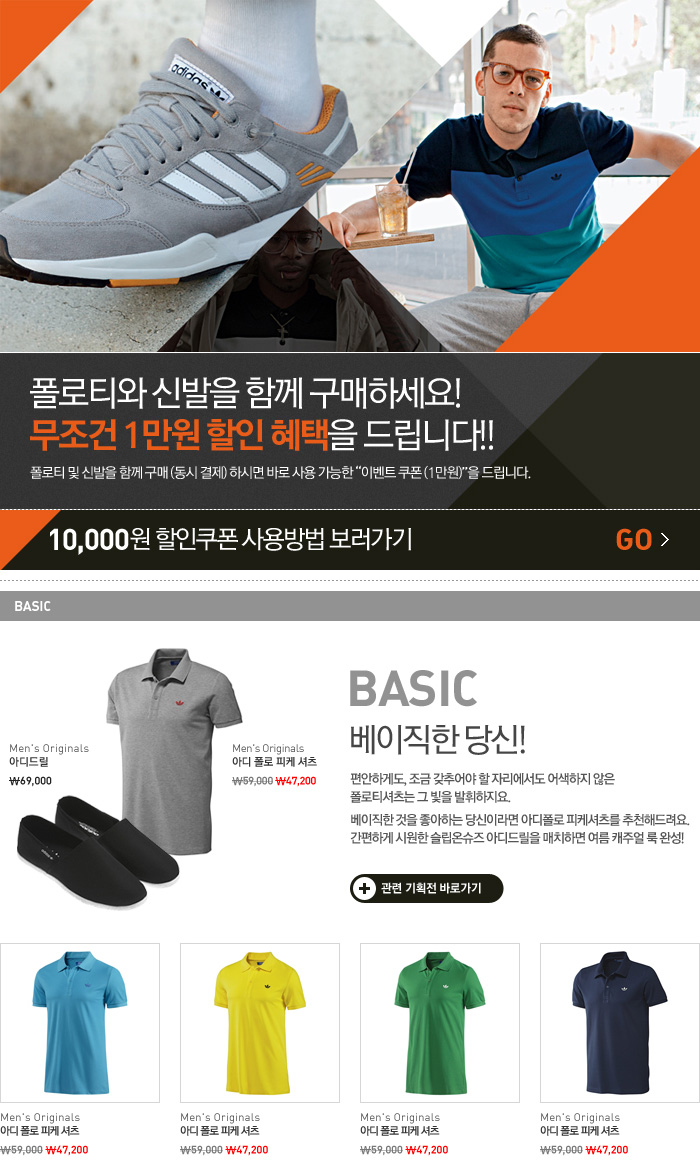 adidas
폴로티와 신발을 함께 구매하세요!
무조건 1만원 할인 혜택을 드립니다!!
폴로티 및 신발을 함께 구매 (동시 결제) 하시면 바로 사용 가능한 “이벤트 쿠폰 (1만원)”을 드립니다.
10,000원 할인쿠폰 사용방법 보러가기
GO >
BASIC
BASIC
베이직한 당신!
편안하게도, 조금 갖추어야 할 자리에서도 어색하지 않은
폴로티셔츠는 그 빛을 발휘하지요.
베이직한 것을 좋아하는 당신이라면 아디폴로 피케셔츠를 추천해드려요.
간편하게 시원한 슬립온슈즈 아디드릴을 매치하면 여름 캐주얼 룩 완성!
관련 기획전 바로가기
Men's Originals
아디드릴
₩69,000
Men's Originals
아디 폴로 피케 셔츠
₩59,000 ₩47,200
Men's Originals
아디 폴로 피케 셔츠
₩59,000 ₩47,200
Men's Originals
아디 폴로 피케 셔츠
₩59,000 ₩47,200
Men's Originals
아디 폴로 피케 셔츠
₩59,000 ₩47,200
Men's Originals
아디 폴로 피케 셔츠
₩59,000 ₩47,200